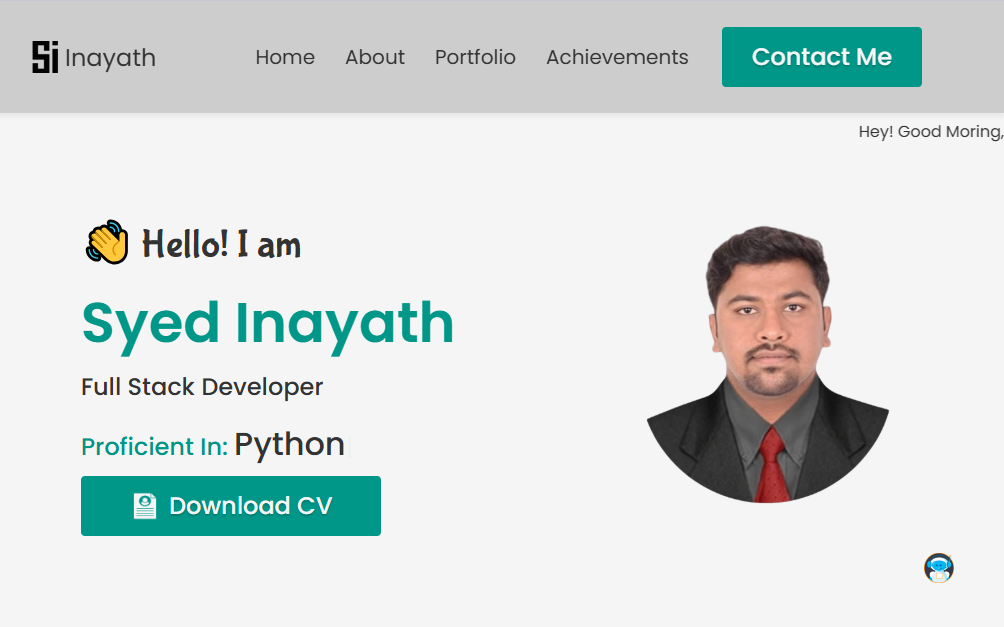 Si Inayath
Home About Portfolio Achievements Contact Me
Hey! Good Moring,
Hello! I am
Syed Inayath
Full Stack Developer
Proficient In: Python
Download CV